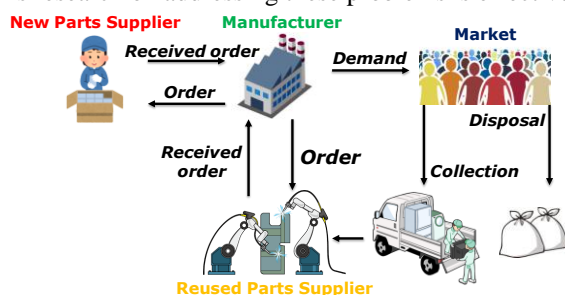 New Parts Supplier
Manufacturer
Market
Received order
Order
Demand
Disposal
Received
order
Order
Collection
Reused Parts Supplier